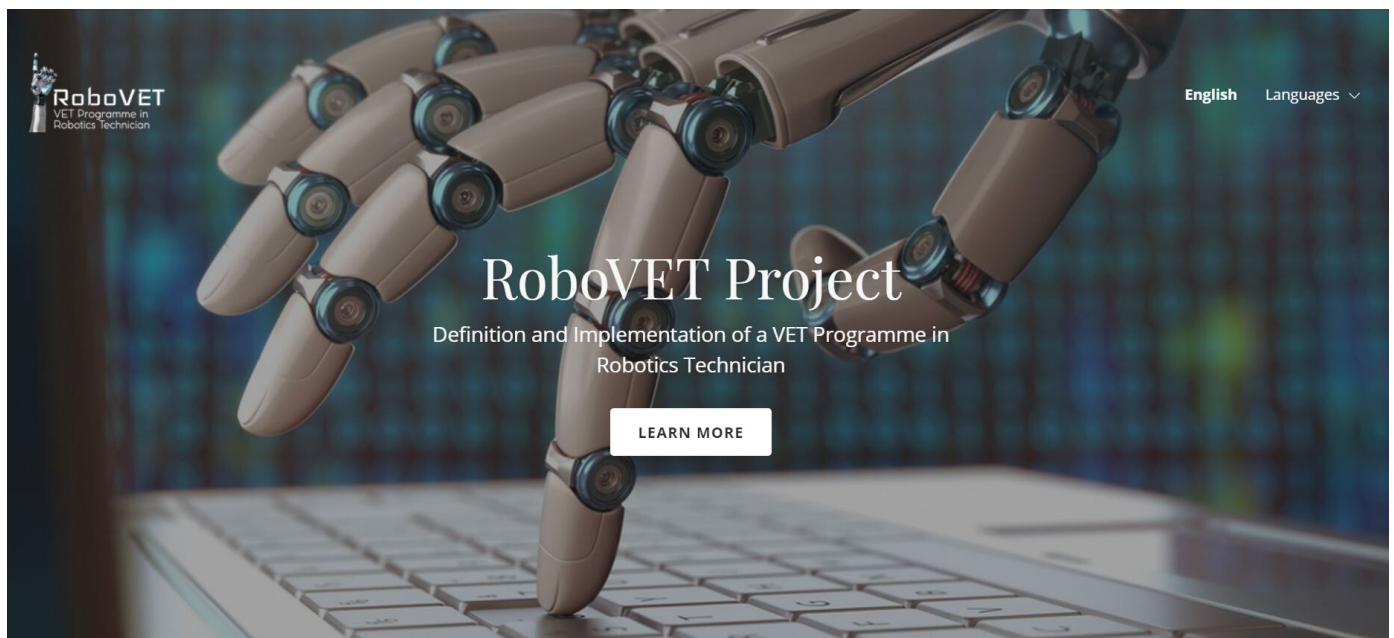 RoboVET
VET Programme in
Robotics Technician
English Languages
RoboVET Project
Definition and Implementation of a VET Programme in
Robotics Technician
LEARN MORE